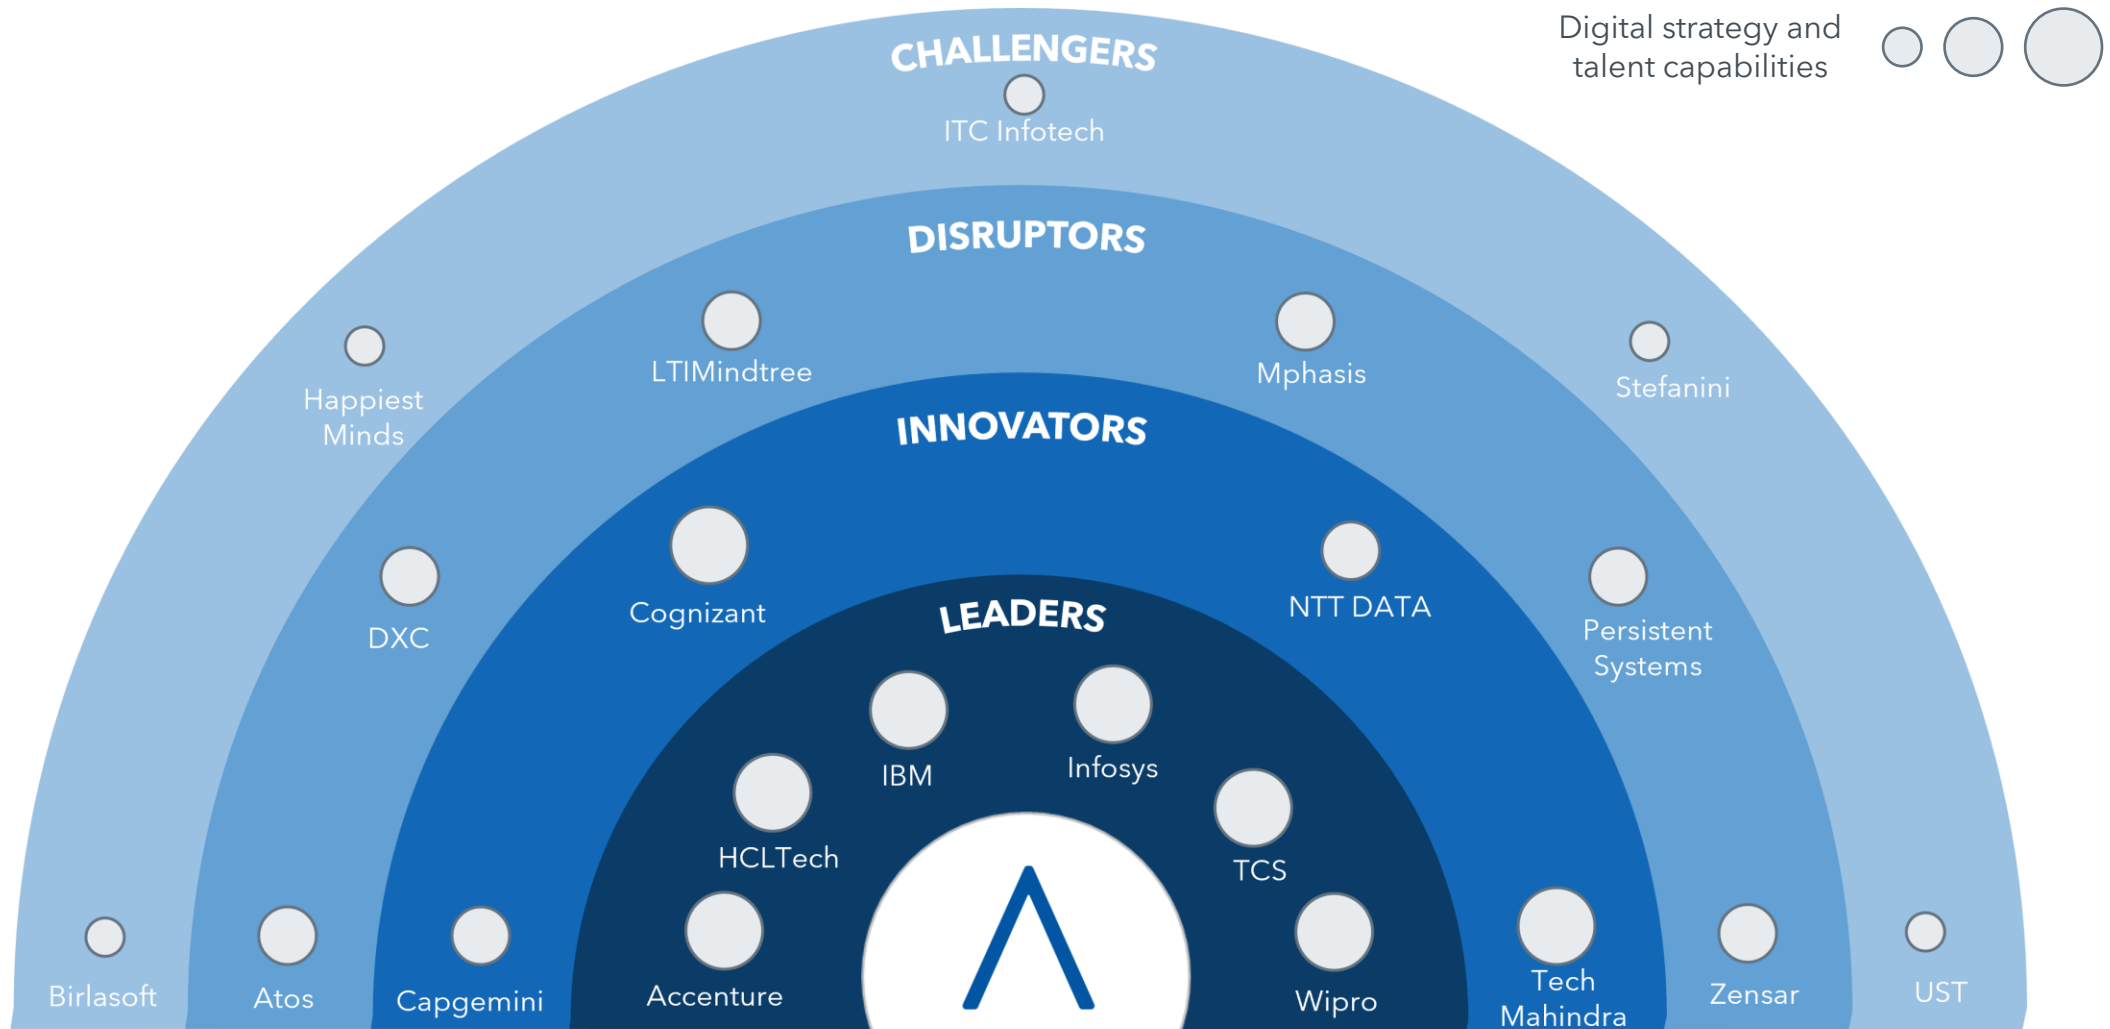 Digital strategy and
talent capabilities
CHALLENGERS
ITC Infotech
Happiest
Minds
Stefanini
Birlasoft
UST
DISRUPTORS
LTIMindtree
Mphasis
DXC
Persistent
Systems
Atos
Zensar
INNOVATORS
Cognizant
NTT DATA
Capgemini
Tech
Mahindra
LEADERS
IBM
Infosys
HCLTech
TCS
Accenture
Wipro